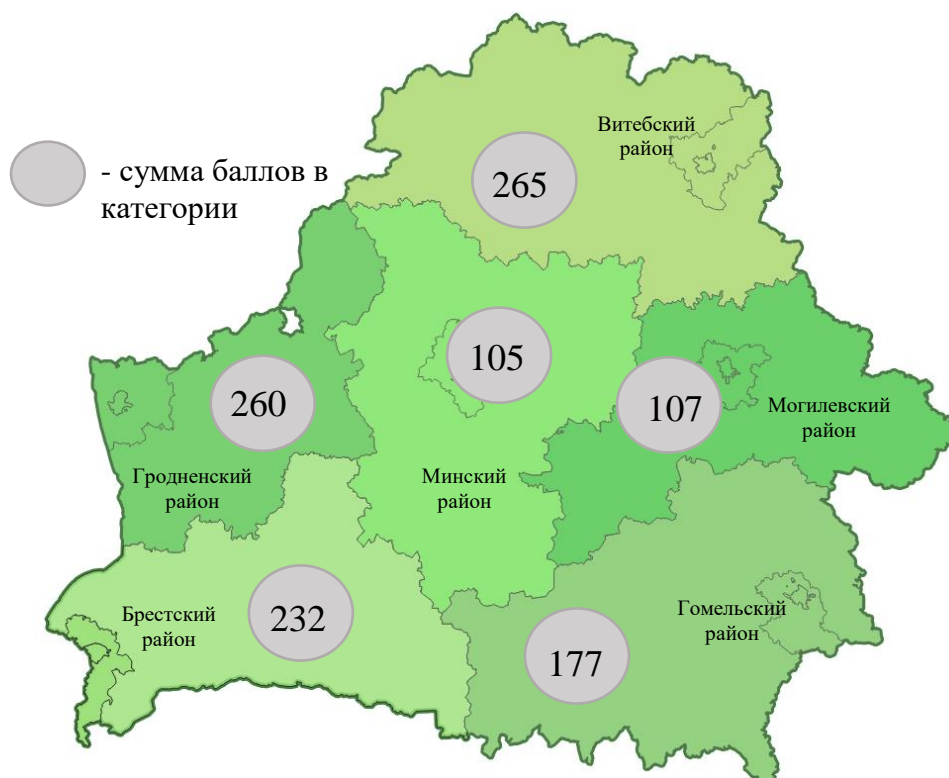 Витебский
район
- сумма баллов в
категории
265
105
260
107
Могилевский
район
Гродненский
район
Минский
район
Брестский
район
232
Гомельский
район
177